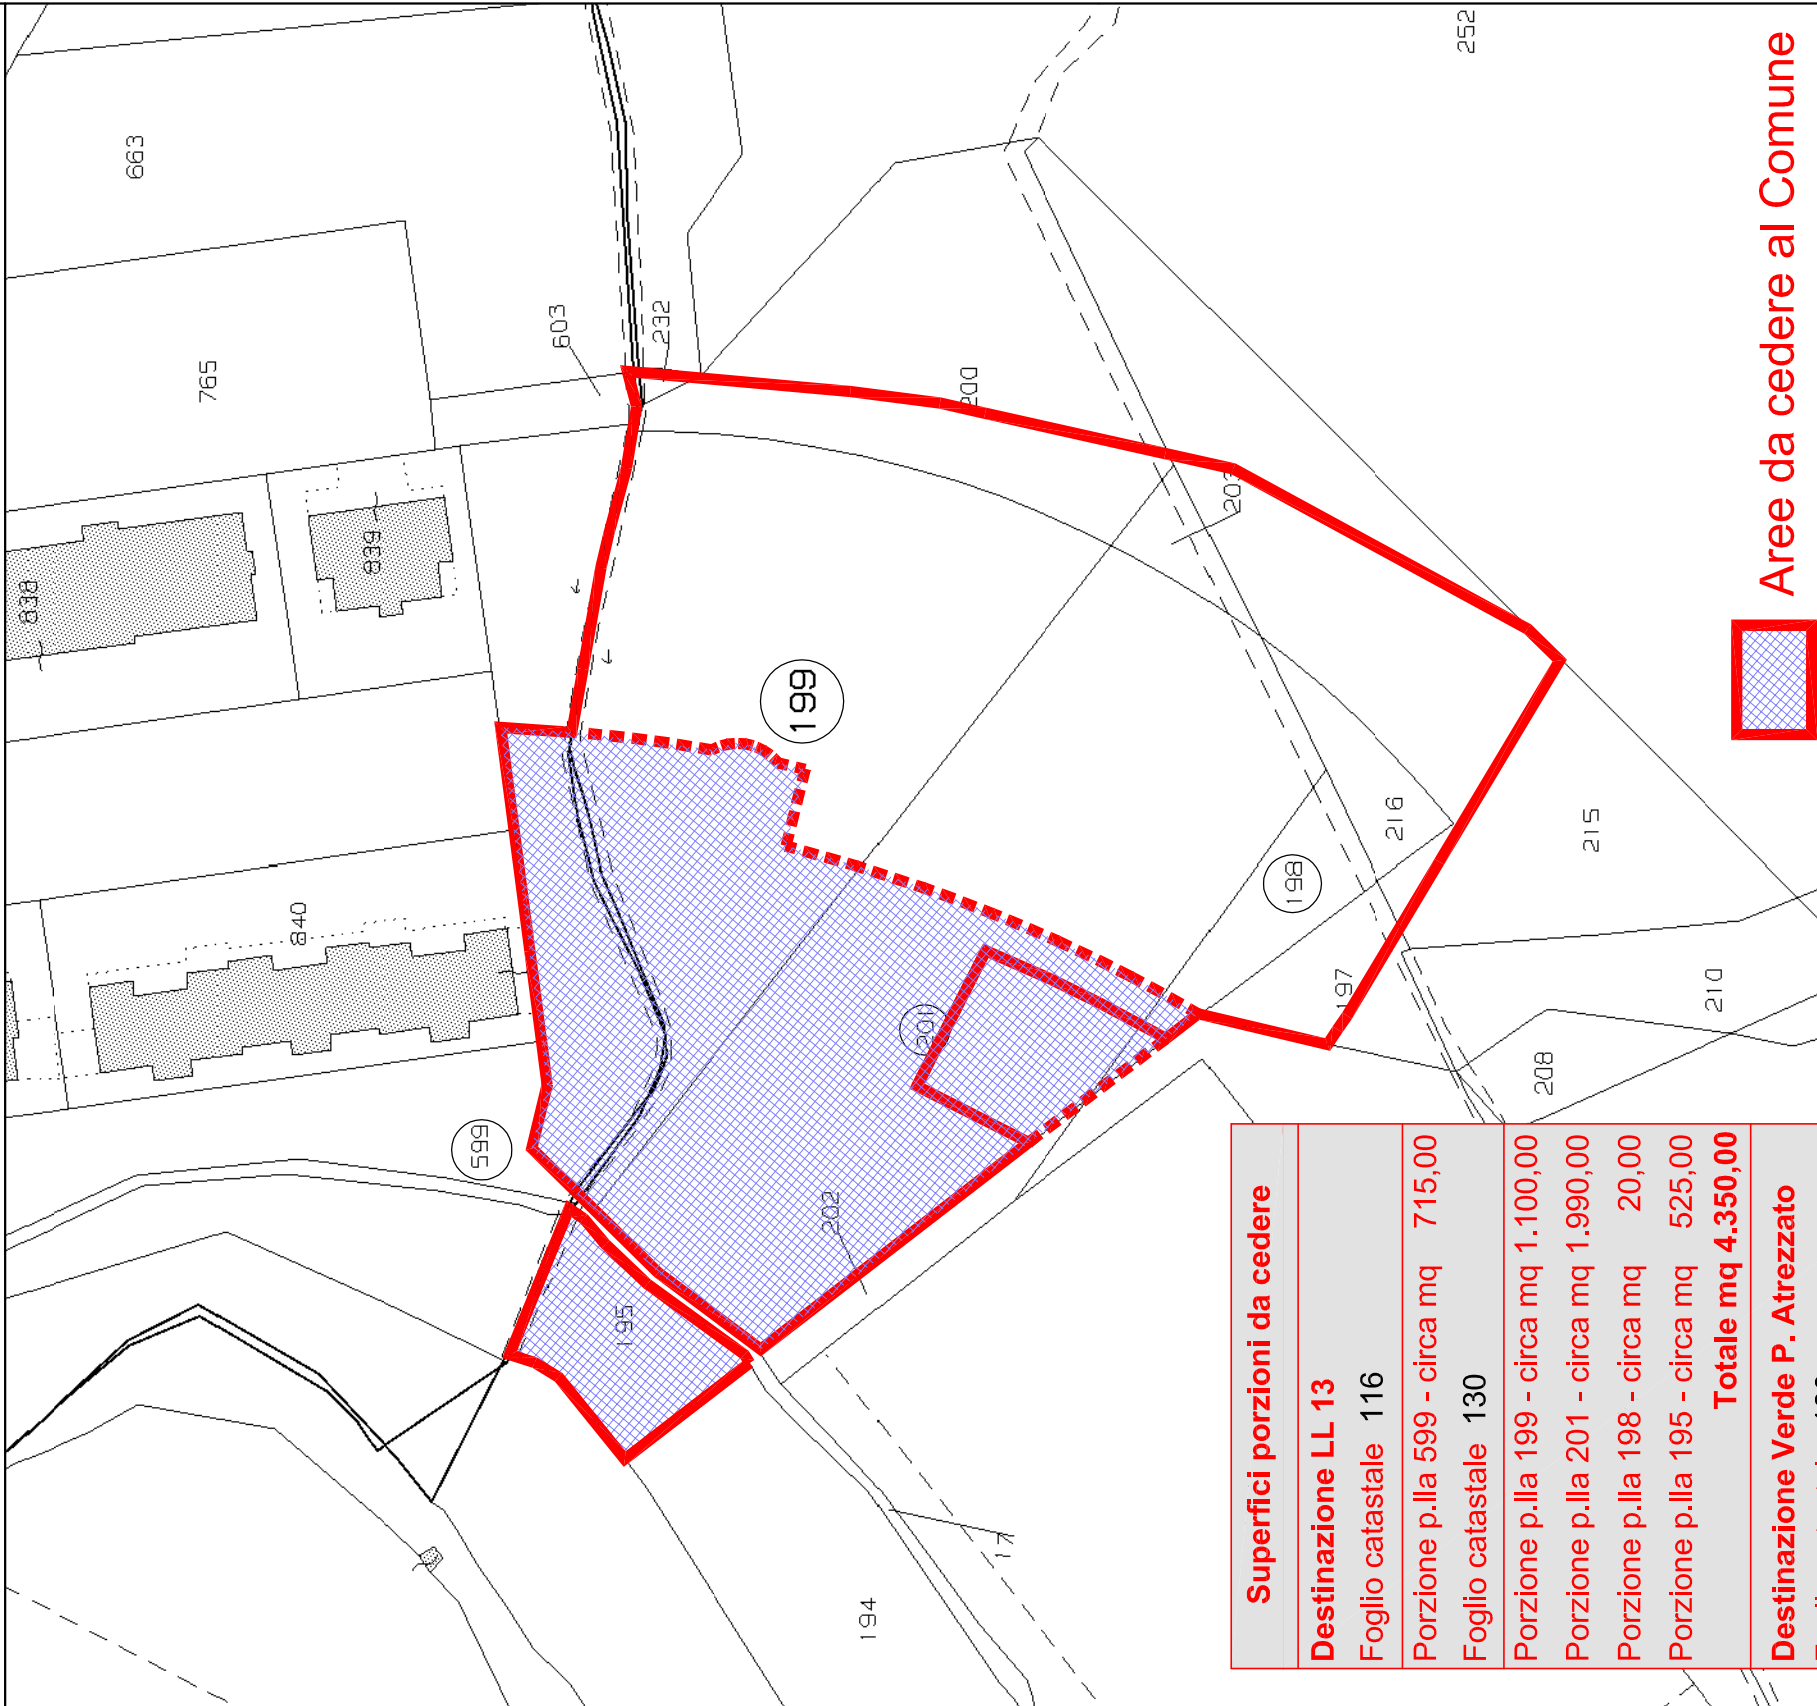 663
765
603
232
838
839
200
203
252
199
840
599
201
198
216
215
197
210
208
202
195
194
17
Aree da cedere al Comune
Superfici porzioni da cedere
Destinazione LL 13
Foglio catastale 116
Porzione p.lla 599 - circa mq 715,00
Foglio catastale 130
Porzione p.lla 199 - circa mq 1.100,00
Porzione p.lla 201 - circa mq 1.990,00
Porzione p.lla 198 - circa mq 20,00
Porzione p.lla 195 - circa mq 525,00
Totale mq 4.350,00
Destinazione Verde P. Atrezzato